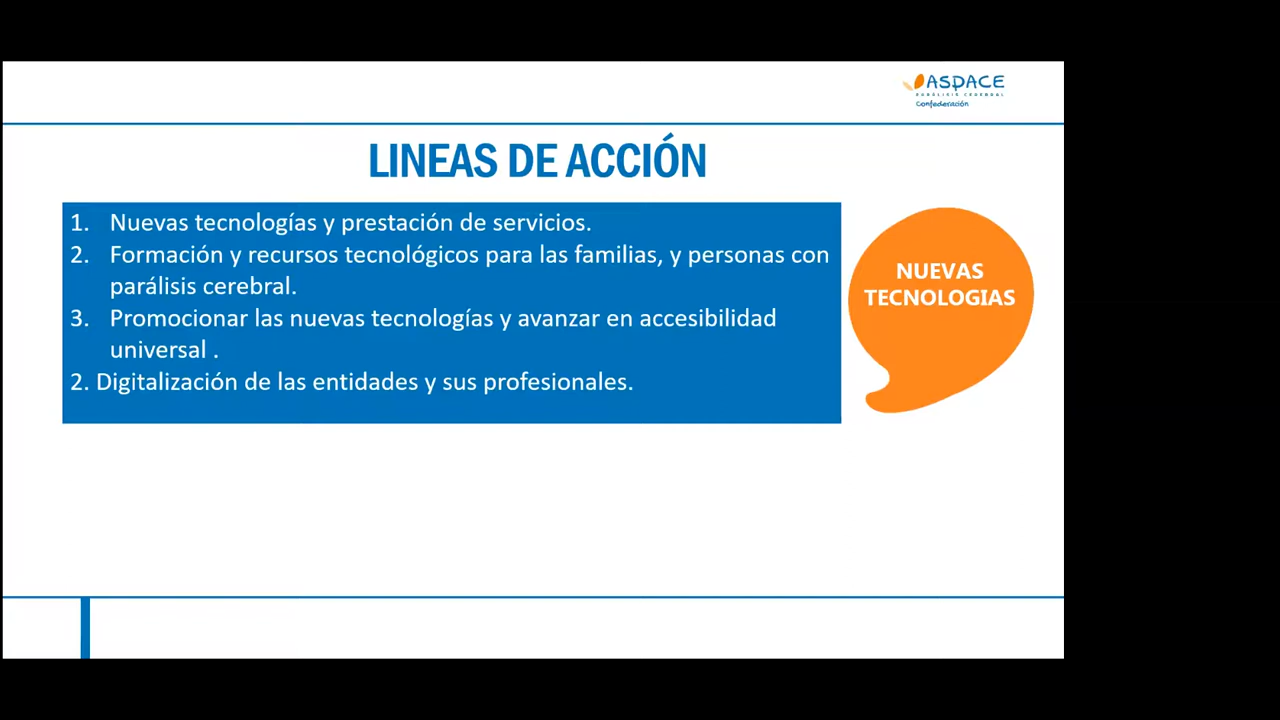 ASPACE
PARÁLISIS CEREBRAL
Confederación
LINEAS DE ACCIÓN
1. Nuevas tecnologías y prestación de servicios.
2. Formación y recursos tecnológicos para las familias, y personas con
parálisis cerebral.
3. Promocionar las nuevas tecnologías y avanzar en accesibilidad
universal .
2. Digitalización de las entidades y sus profesionales.
NUEVAS
TECNOLOGIAS